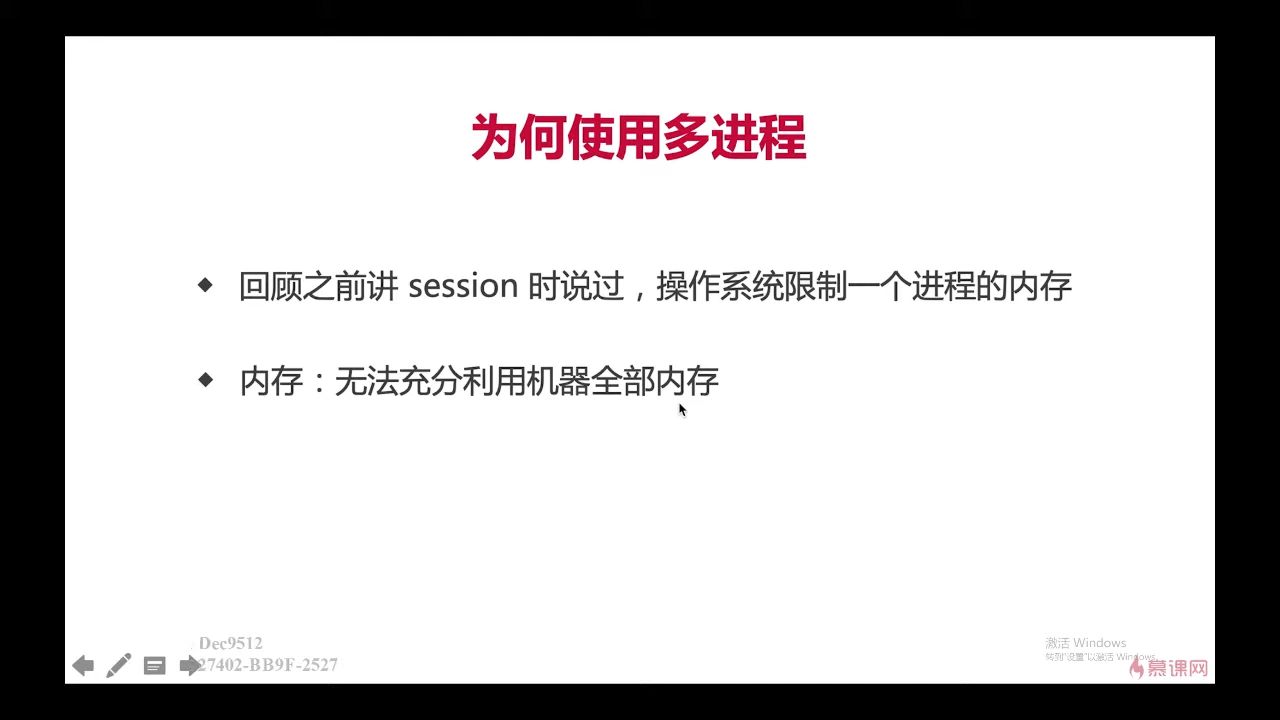 为何使用多进程
回顾之前讲 session 时说过，操作系统限制一个进程的内存
内存：无法充分利用机器全部内存
Dec9512
27402-BB9F-2527
激活 Windows
转到"设置"以激活 Windows。
慕课网